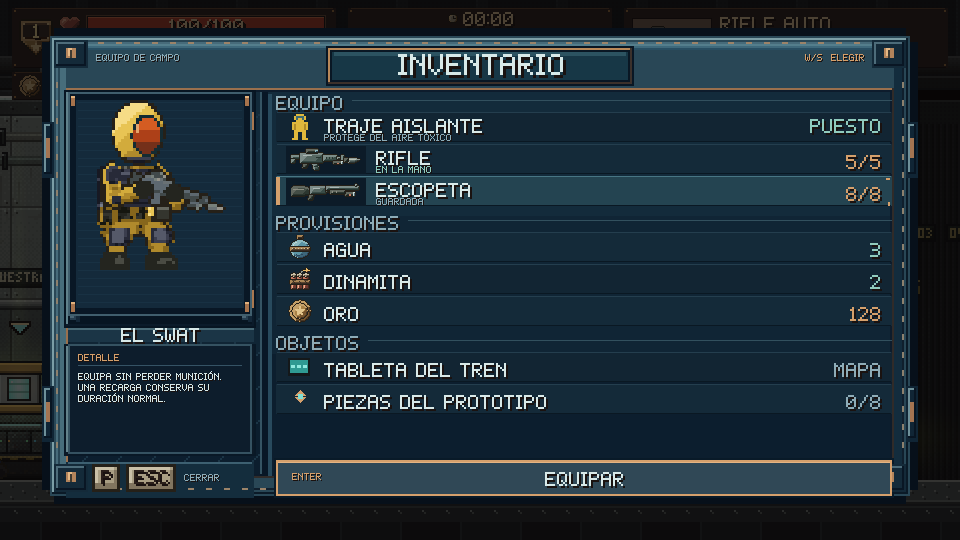 1
100/100
00:00
RIFLE AUTO
EQUIPO DE CAMPO
INVENTARIO
W/S ELEGIR
EQUIPO
TRAJE AISLANTE
PROTEGE DEL AIRE TÓXICO
PUESTO
RIFLE
EN LA MANO
5/5
ESCOPETA
GUARDADA
8/8
PROVISIONES
AGUA
3
DINAMITA
2
ORO
128
OBJETOS
TABLETA DEL TREN
MAPA
PIEZAS DEL PROTOTIPO
0/8
EL SWAT
DETALLE
EQUIPA SIN PERDER MUNICIÓN.
UNA RECARGA CONSERVA SU
DURACIÓN NORMAL.
P
ESC
CERRAR
ENTER
EQUIPAR